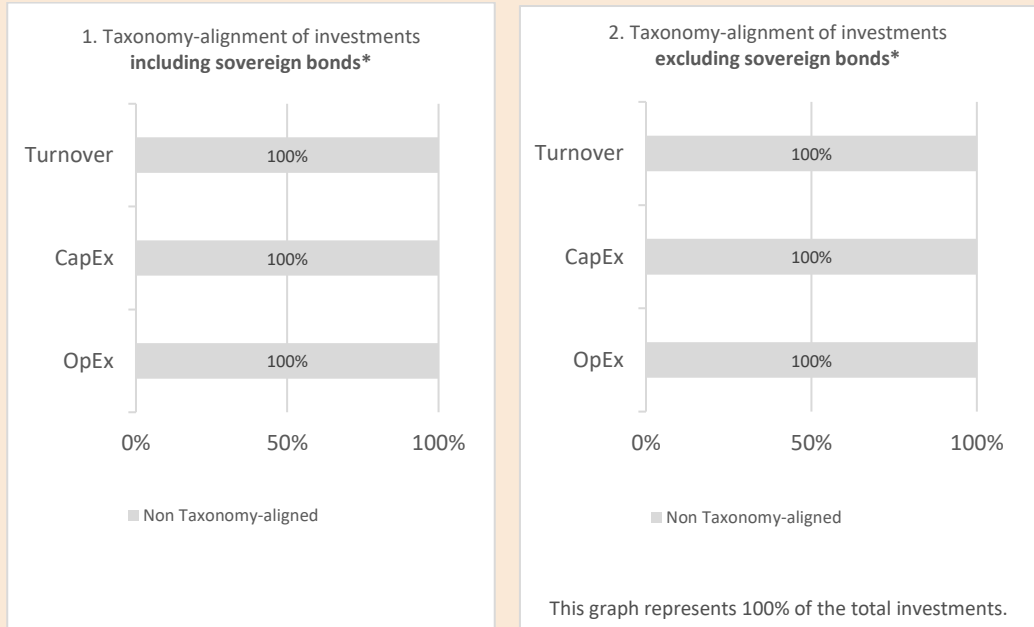 1. Taxonomy-alignment of investments
including sovereign bonds*
Turnover
100%
CapEx
100%
OpEx
100%
0%
50%
100%
Non Taxonomy-aligned
2. Taxonomy-alignment of investments
excluding sovereign bonds*
Turnover
100%
CapEx
100%
OpEx
100%
0%
50%
100%
Non Taxonomy-aligned
This graph represents 100% of the total investments.